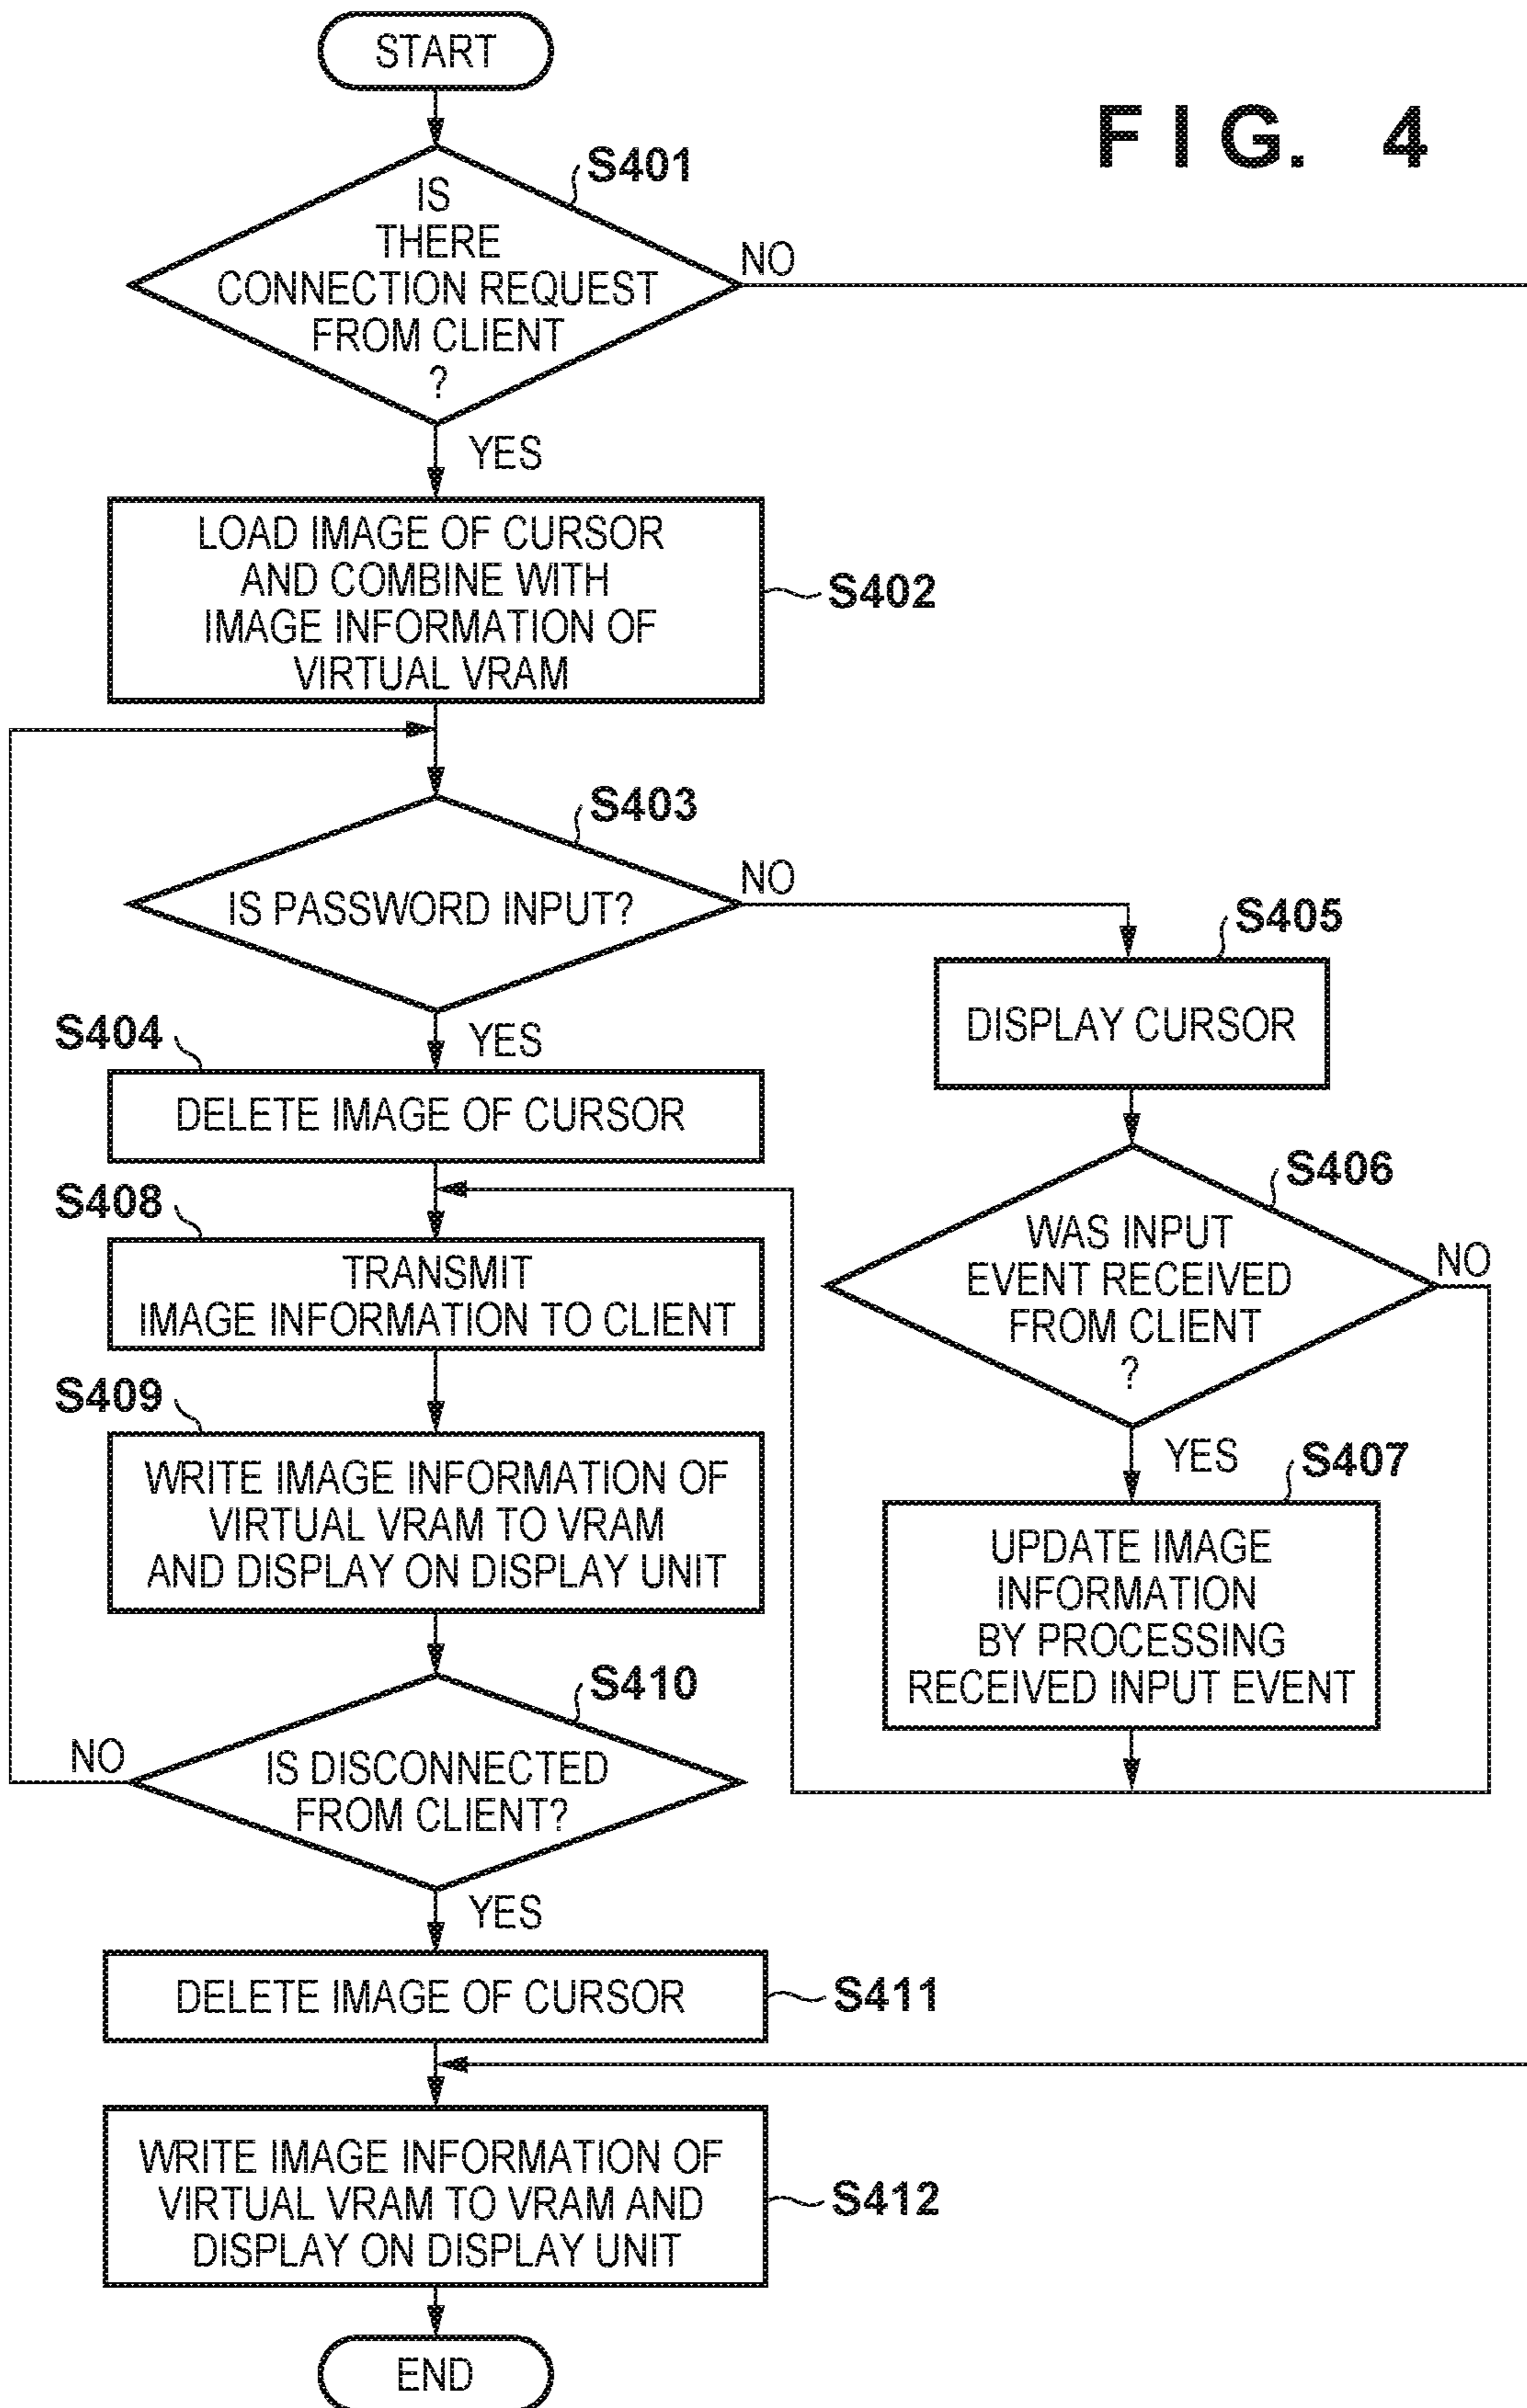 START
FIG. 4
S401
IS
THERE
CONNECTION REQUEST
FROM CLIENT
?
NO
YES
LOAD IMAGE OF CURSOR
AND COMBINE WITH
IMAGE INFORMATION OF
VIRTUAL VRAM
S402
S403
IS PASSWORD INPUT?
NO
YES
S404
DELETE IMAGE OF CURSOR
S405
DISPLAY CURSOR
S406
WAS INPUT
EVENT RECEIVED
FROM CLIENT
?
NO
YES
S407
UPDATE IMAGE
INFORMATION
BY PROCESSING
RECEIVED INPUT EVENT
S408
TRANSMIT
IMAGE INFORMATION TO CLIENT
S409
WRITE IMAGE INFORMATION OF
VIRTUAL VRAM TO VRAM
AND DISPLAY ON DISPLAY UNIT
S410
IS DISCONNECTED
FROM CLIENT?
NO
YES
DELETE IMAGE OF CURSOR
S411
WRITE IMAGE INFORMATION OF
VIRTUAL VRAM TO VRAM AND
DISPLAY ON DISPLAY UNIT
S412
END